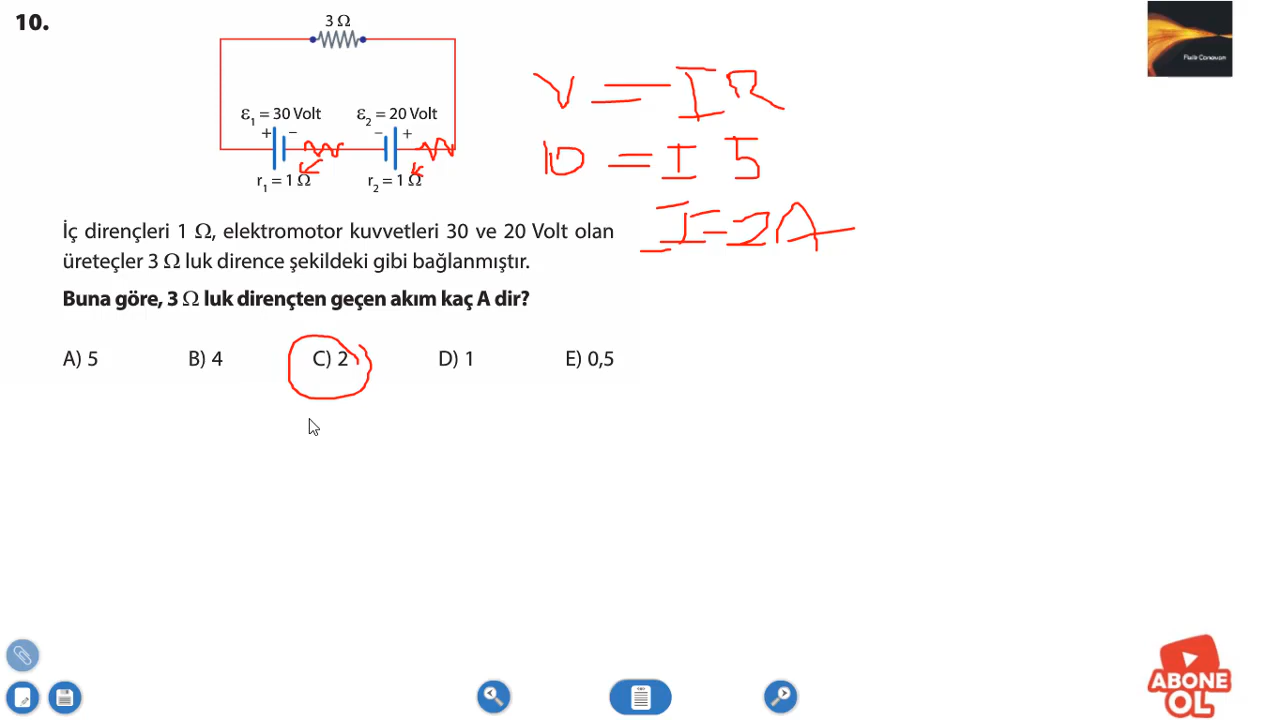 10.
3 Ω
ε1 = 30 Volt
ε2 = 20 Volt
+ −
− +
r1 = 1 Ω
r2 = 1 Ω
V = I R
10 = I 5
I = 2A
İç dirençleri 1 Ω, elektromotor kuvvetleri 30 ve 20 Volt olan
üreteçler 3 Ω luk dirence şekildeki gibi bağlanmıştır.
Buna göre, 3 Ω luk dirençten geçen akım kaç A dir?
A) 5 B) 4 C) 2 D) 1 E) 0,5
ABONE
OL